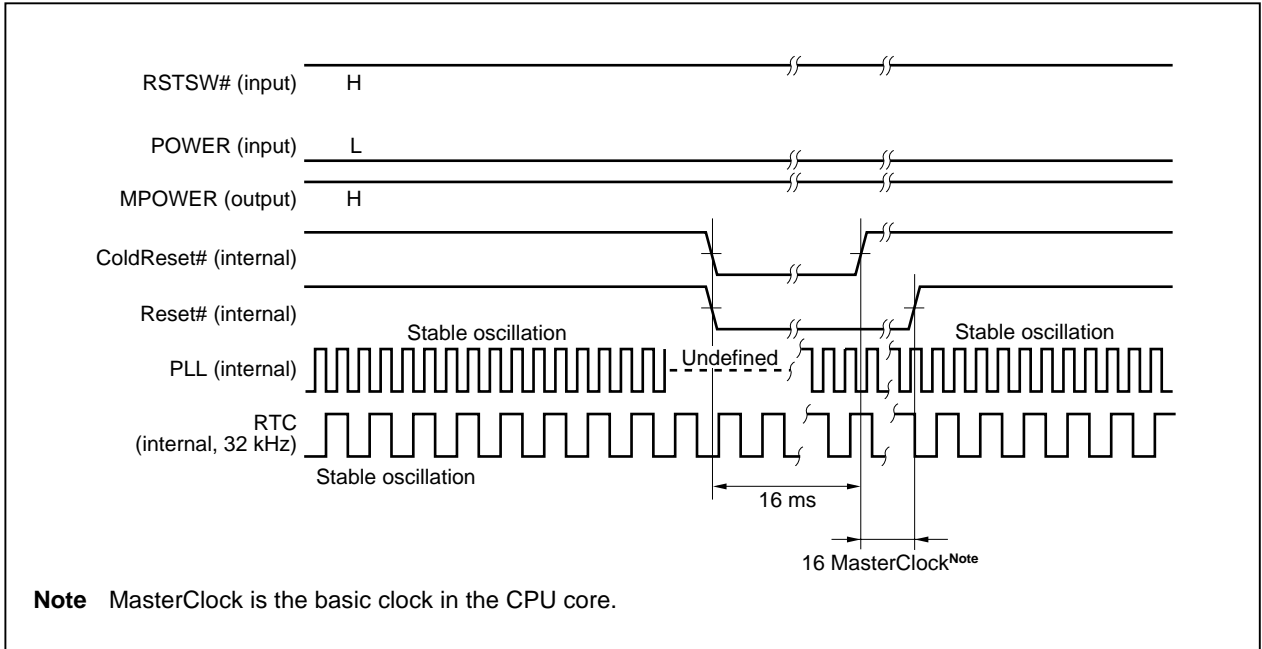 RSTSW# (input) H
POWER (input) L
MPOWER (output) H
ColdReset# (internal)
Reset# (internal)
Stable oscillation Stable oscillation
PLL (internal) Undefined
RTC
(internal, 32 kHz)
Stable oscillation
16 ms
16 MasterClockNote
Note MasterClock is the basic clock in the CPU core.